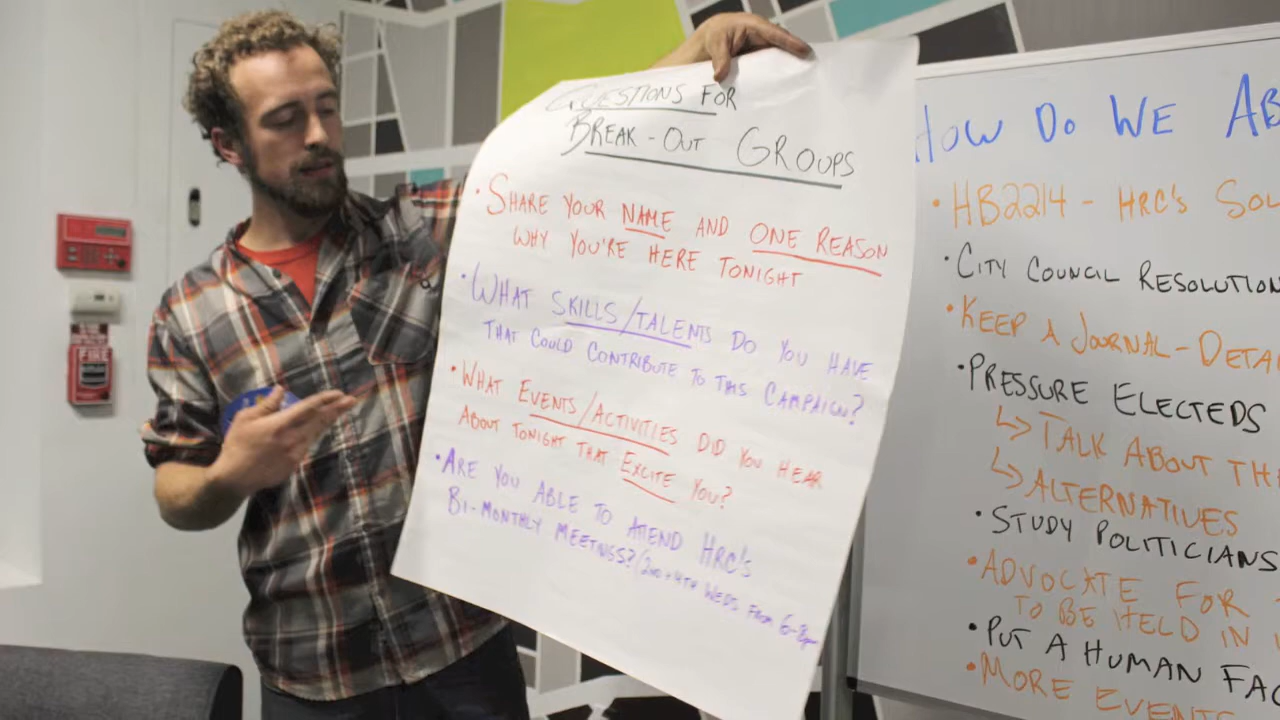 QUESTIONS FOR
BREAK-OUT GROUPS
• SHARE YOUR NAME AND ONE REASON
WHY YOU'RE HERE TONIGHT
• WHAT SKILLS/TALENTS DO YOU HAVE
THAT COULD CONTRIBUTE TO THIS CAMPAIGN?
• WHAT EVENTS/ACTIVITIES DID YOU HEAR
ABOUT TONIGHT THAT EXCITE YOU?
• ARE YOU ABLE TO ATTEND HRC'S
BI-MONTHLY MEETINGS? (2ND + 4TH WEDS FROM 6-8pm
HOW DO WE AB
• HB2214 - HRC'S SOL
• CITY COUNCIL RESOLUTION
• KEEP A JOURNAL - DETA
• PRESSURE ELECTEDS
↳ TALK ABOUT TH
↳ ALTERNATIVES
• STUDY POLITICIANS
• ADVOCATE FOR
TO BE HELD IN
• PUT A HUMAN FAC
• MORE EVENTS
FIRE